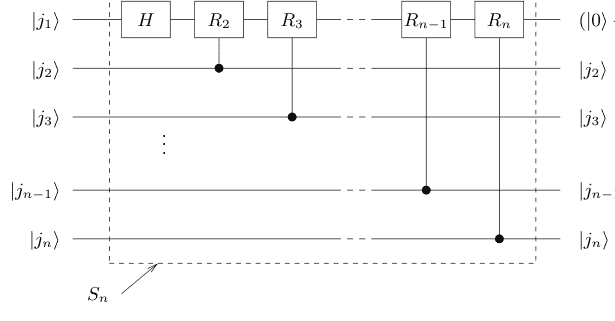 |j₁⟩ H R₂ R₃ Rₙ₋₁ Rₙ (|0⟩
|j₂⟩ |j₂⟩
|j₃⟩ |j₃⟩
⋮
|jₙ₋₁⟩ |jₙ₋
|jₙ⟩ |jₙ⟩
Sₙ